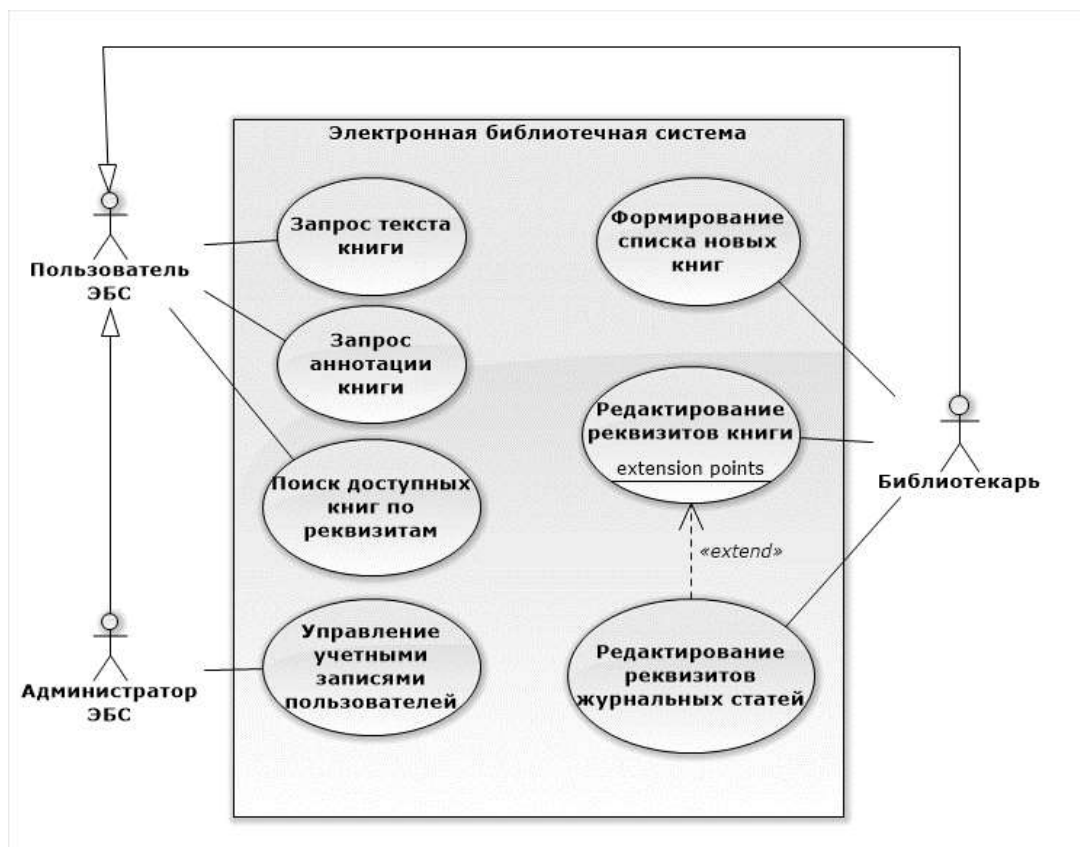 Электронная библиотечная система
Запрос текста
книги
Формирование
списка новых
книг
Пользователь
ЭБС
Запрос
аннотации
книги
Редактирование
реквизитов книги
extension points
Библиотекарь
Поиск доступных
книг по
реквизитам
«extend»
Управление
учетными
записями
пользователей
Редактирование
реквизитов
журнальных статей
Администратор
ЭБС